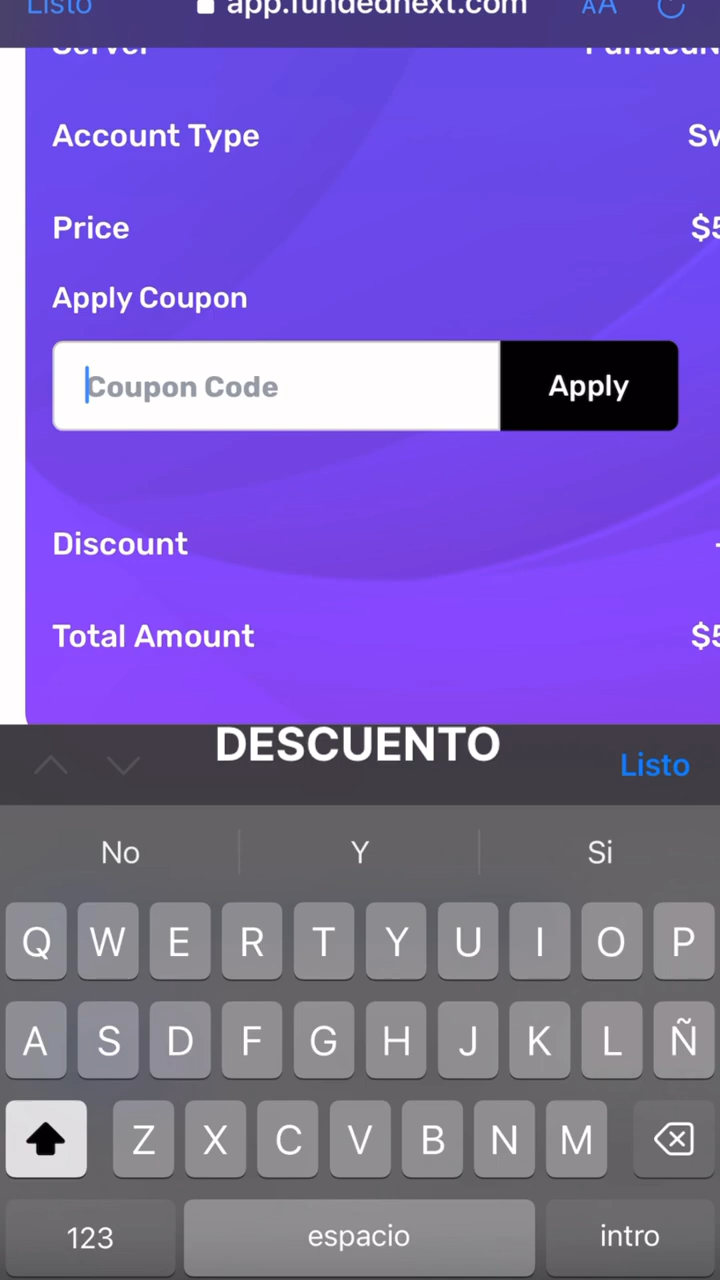 Listo app.fundednext.com AA
Server
Account Type
Price
Apply Coupon
Coupon Code Apply
Discount
Total Amount
DESCUENTO
Listo
No Y Si
Q W E R T Y U I O P
A S D F G H J K L Ñ
Z X C V B N M
123 espacio intro